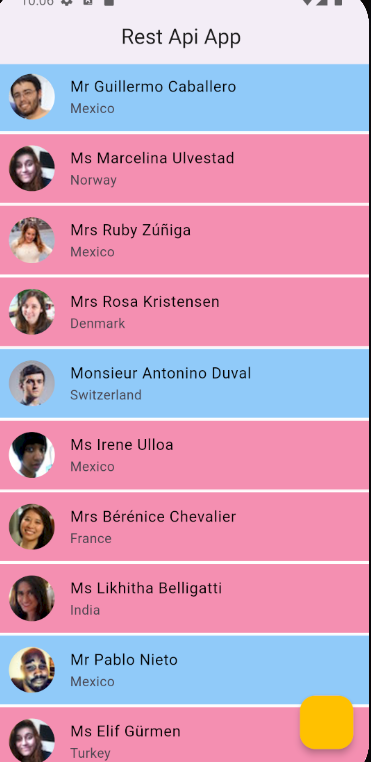 10:06
Rest Api App
Mr Guillermo Caballero
Mexico
Ms Marcelina Ulvestad
Norway
Mrs Ruby Zúñiga
Mexico
Mrs Rosa Kristensen
Denmark
Monsieur Antonino Duval
Switzerland
Ms Irene Ulloa
Mexico
Mrs Bérénice Chevalier
France
Ms Likhitha Belligatti
India
Mr Pablo Nieto
Mexico
Ms Elif Gürmen
Turkey